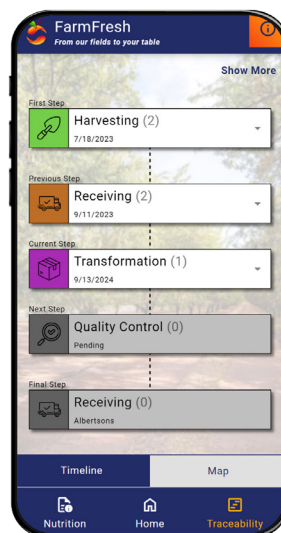 FarmFresh
From our fields to your table
Show More
First Step
Harvesting (2)
7/18/2023
Previous Step
Receiving (2)
9/11/2023
Current Step
Transformation (1)
9/13/2024
Next Step
Quality Control (0)
Pending
Final Step
Receiving (0)
Albertsons
Timeline
Map
Nutrition
Home
Traceability